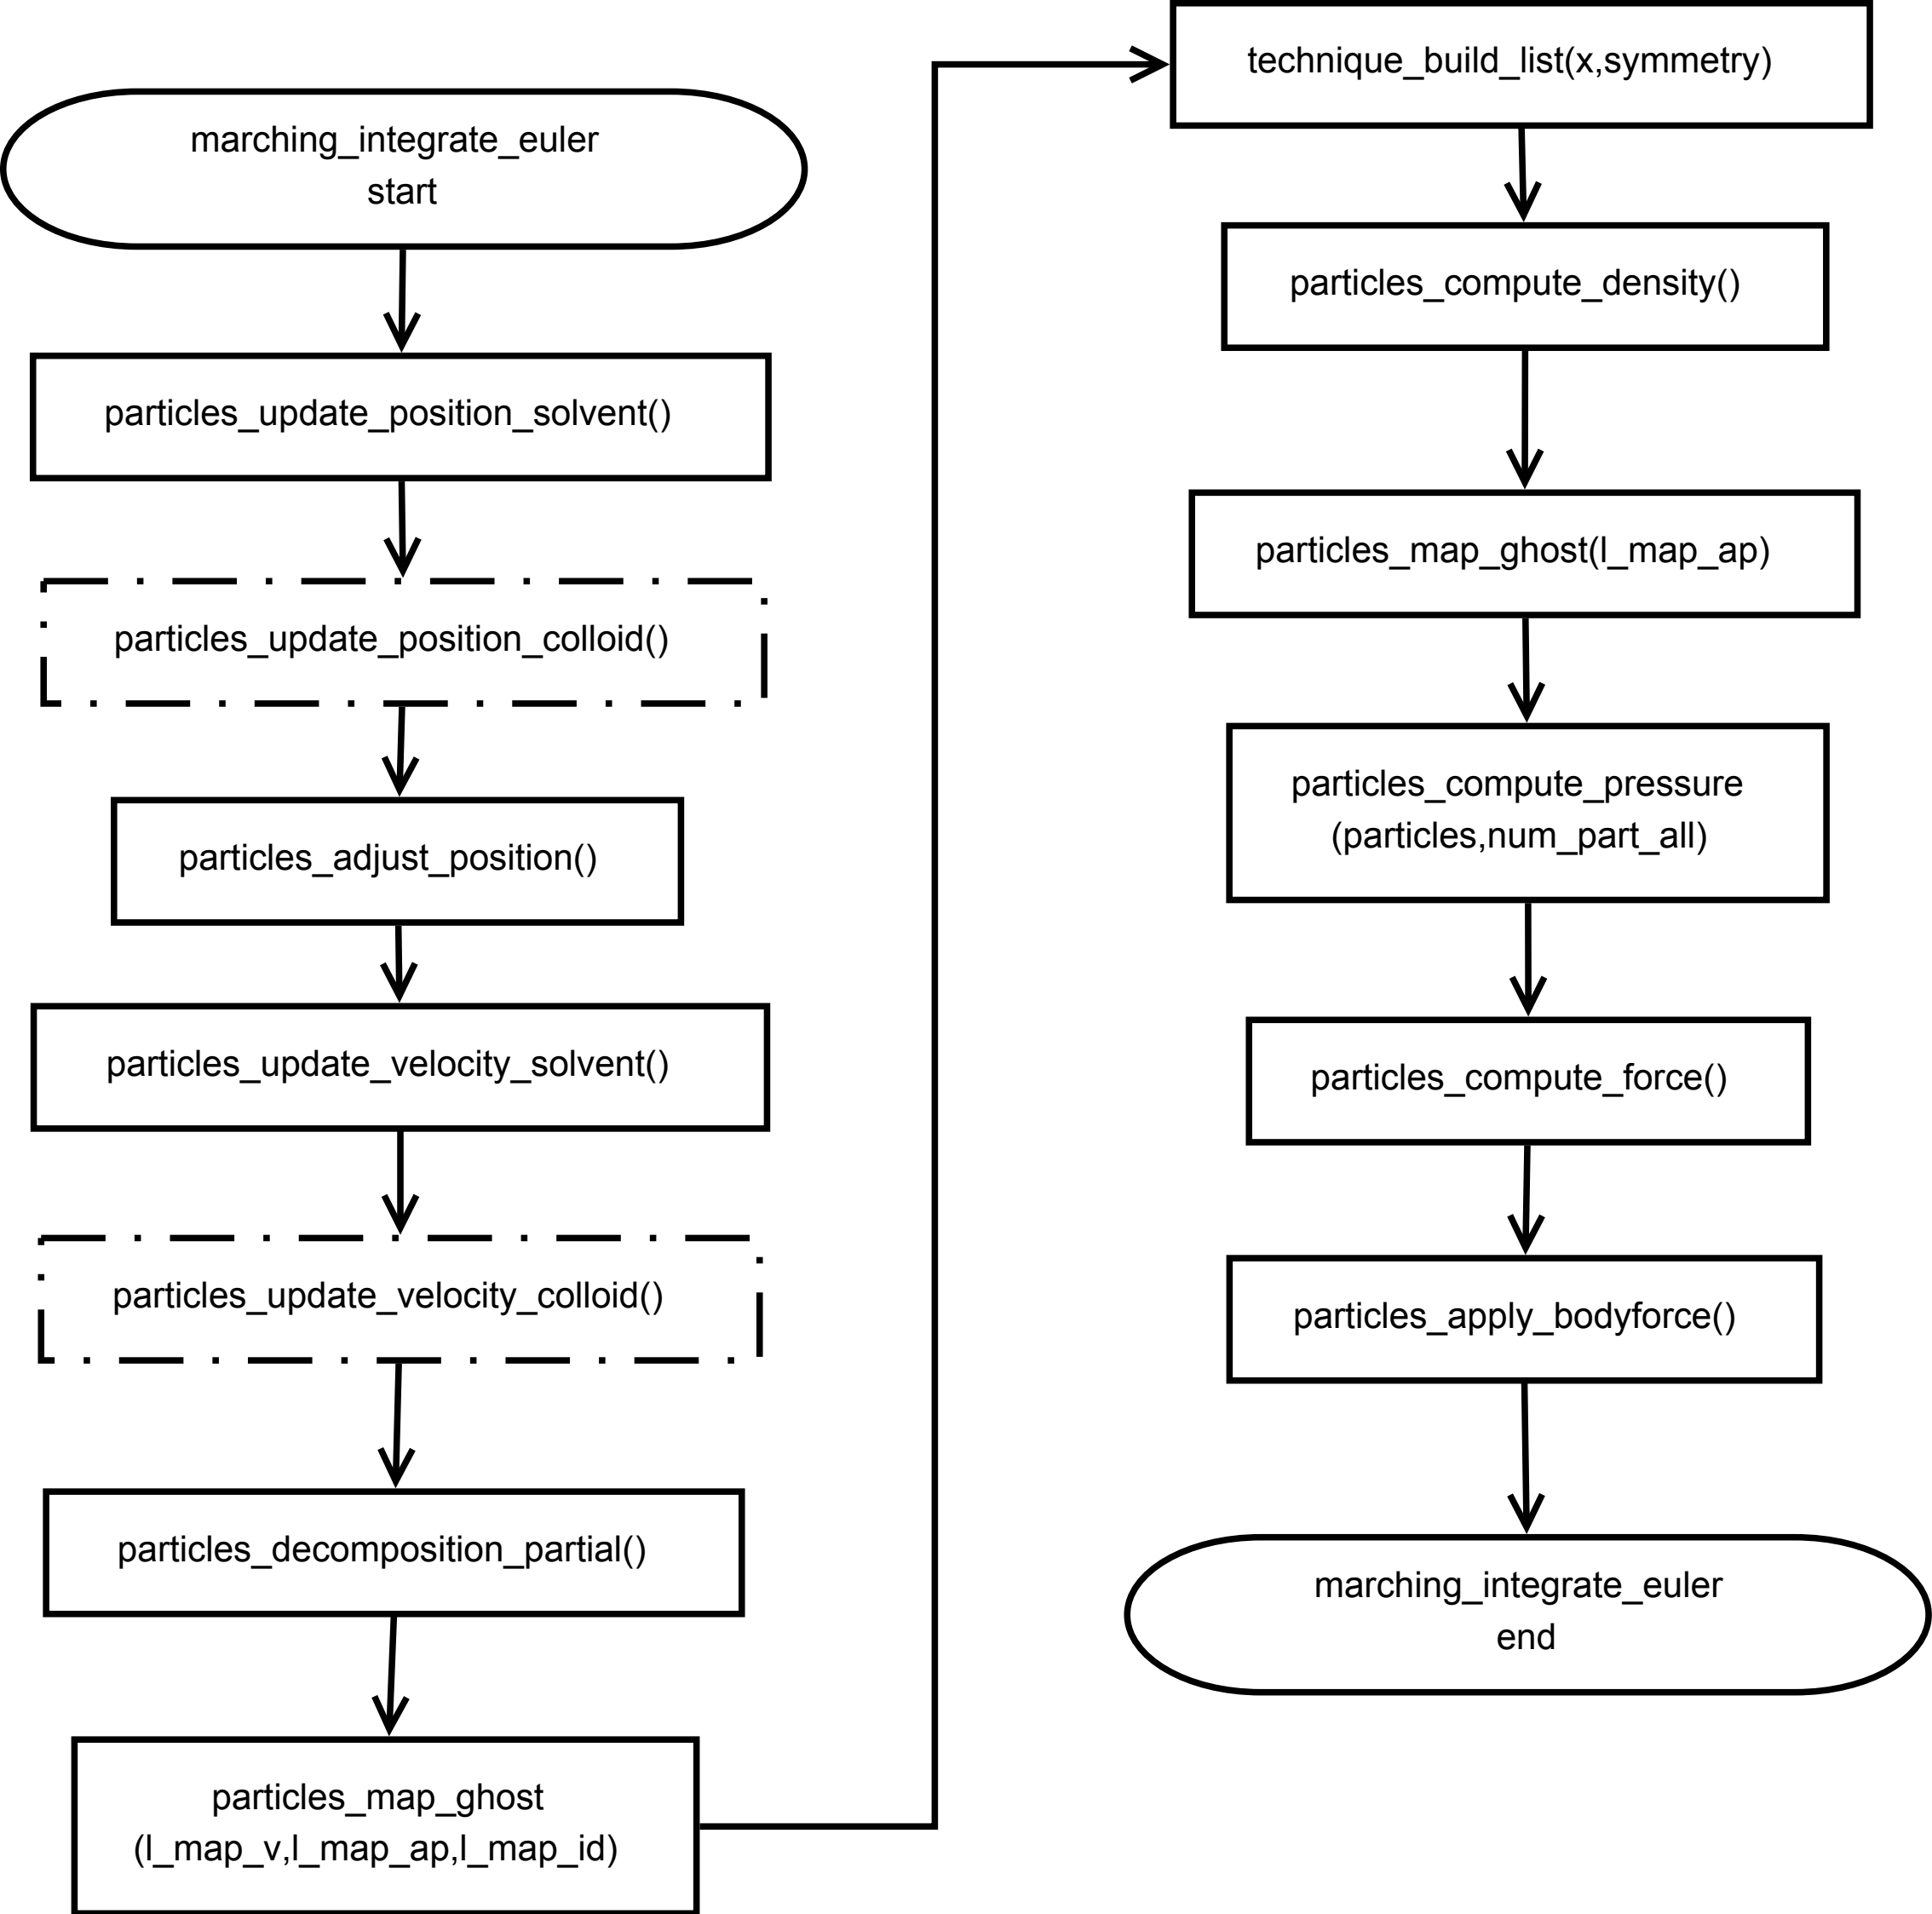 marching_integrate_euler
start
particles_update_position_solvent()
particles_update_position_colloid()
particles_adjust_position()
particles_update_velocity_solvent()
particles_update_velocity_colloid()
particles_decomposition_partial()
particles_map_ghost
(l_map_v,l_map_ap,l_map_id)
technique_build_list(x,symmetry)
particles_compute_density()
particles_map_ghost(l_map_ap)
particles_compute_pressure
(particles,num_part_all)
particles_compute_force()
particles_apply_bodyforce()
marching_integrate_euler
end